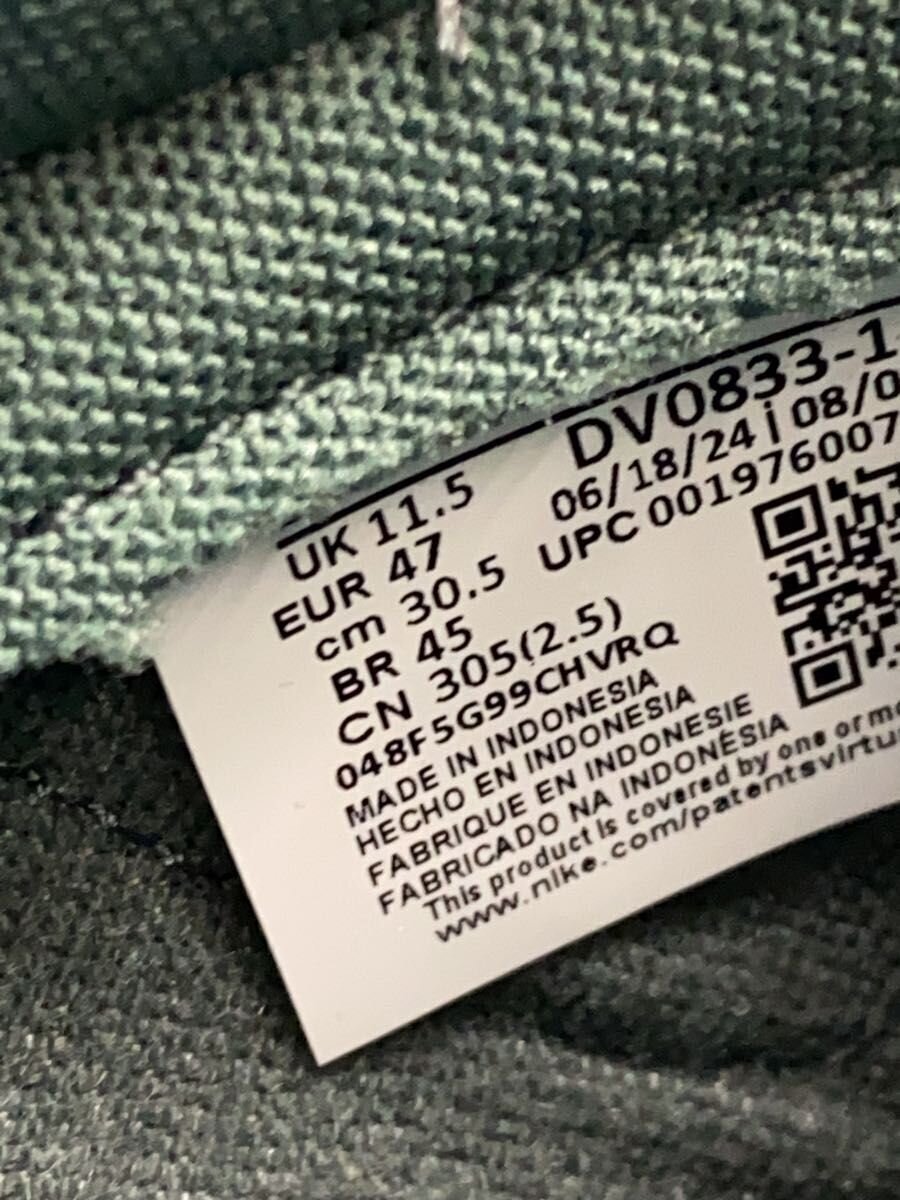 UK 11.5
EUR 47
cm 30.5
BR 45
CN 305(2.5)
048F5G99CHVRQ
MADE IN INDONESIA
HECHO EN INDONESIA
FABRIQUE EN INDONESIE
FABRICADO NA INDONÉSIA
This product is covered by one or
www.nike.com/patentsvirtu
DV0833-1
06/18/24 | 08/0
UPC 001976007